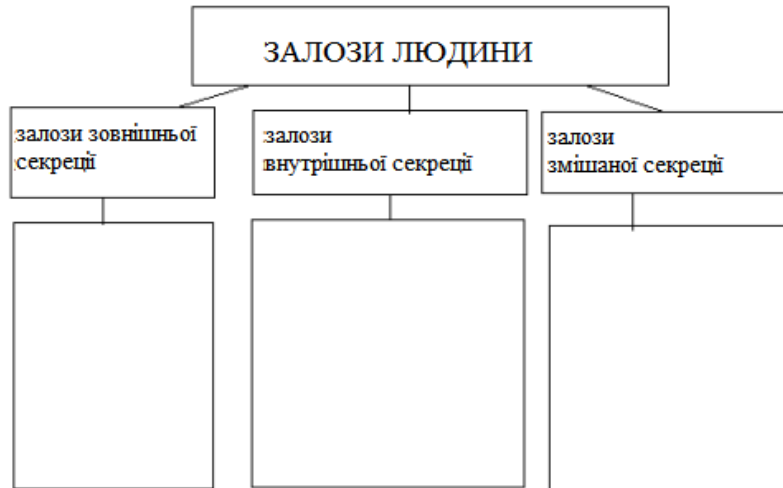 ЗАЛОЗИ ЛЮДИНИ
залози зовнішньої
секреції
залози
внутрішньої секреції
залози
змішаної секреції